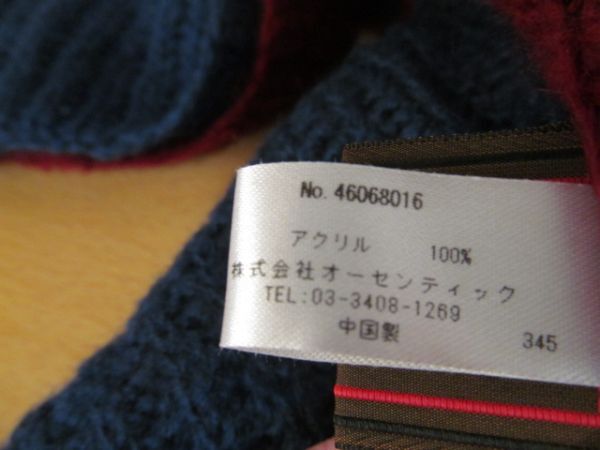 No. 46068016
アクリル 100%
株式会社オーセンティック
TEL:03-3408-1269
中国製 345